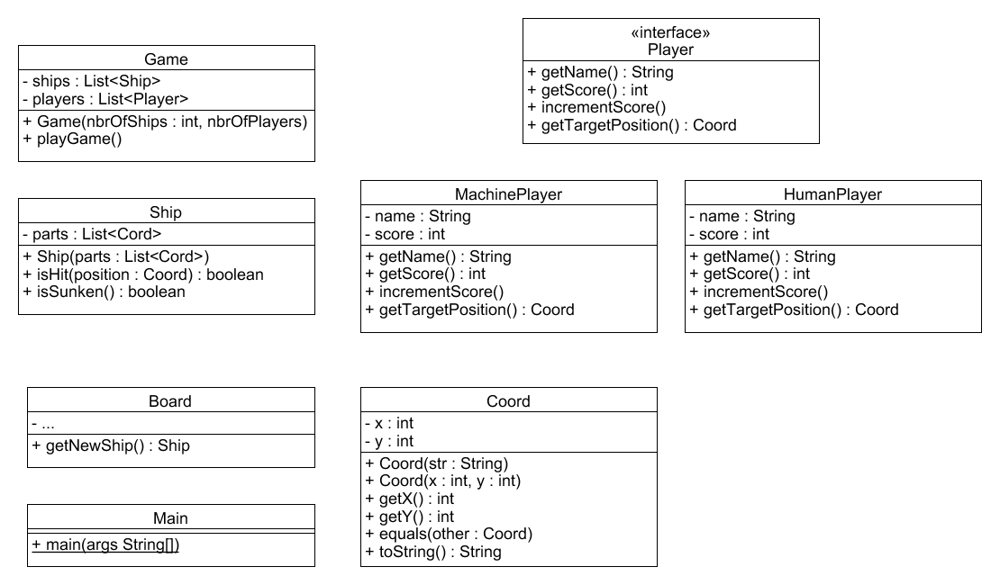 Game
- ships : List<Ship>
- players : List<Player>
+ Game(nbrOfShips : int, nbrOfPlayers)
+ playGame()
«interface»
Player
+ getName() : String
+ getScore() : int
+ incrementScore()
+ getTargetPosition() : Coord
Ship
- parts : List<Cord>
+ Ship(parts : List<Cord>)
+ isHit(position : Coord) : boolean
+ isSunken() : boolean
MachinePlayer
- name : String
- score : int
+ getName() : String
+ getScore() : int
+ incrementScore()
+ getTargetPosition() : Coord
HumanPlayer
- name : String
- score : int
+ getName() : String
+ getScore() : int
+ incrementScore()
+ getTargetPosition() : Coord
Board
- ...
+ getNewShip() : Ship
Main
+ main(args String[])
Coord
- x : int
- y : int
+ Coord(str : String)
+ Coord(x : int, y : int)
+ getX() : int
+ getY() : int
+ equals(other : Coord)
+ toString() : String